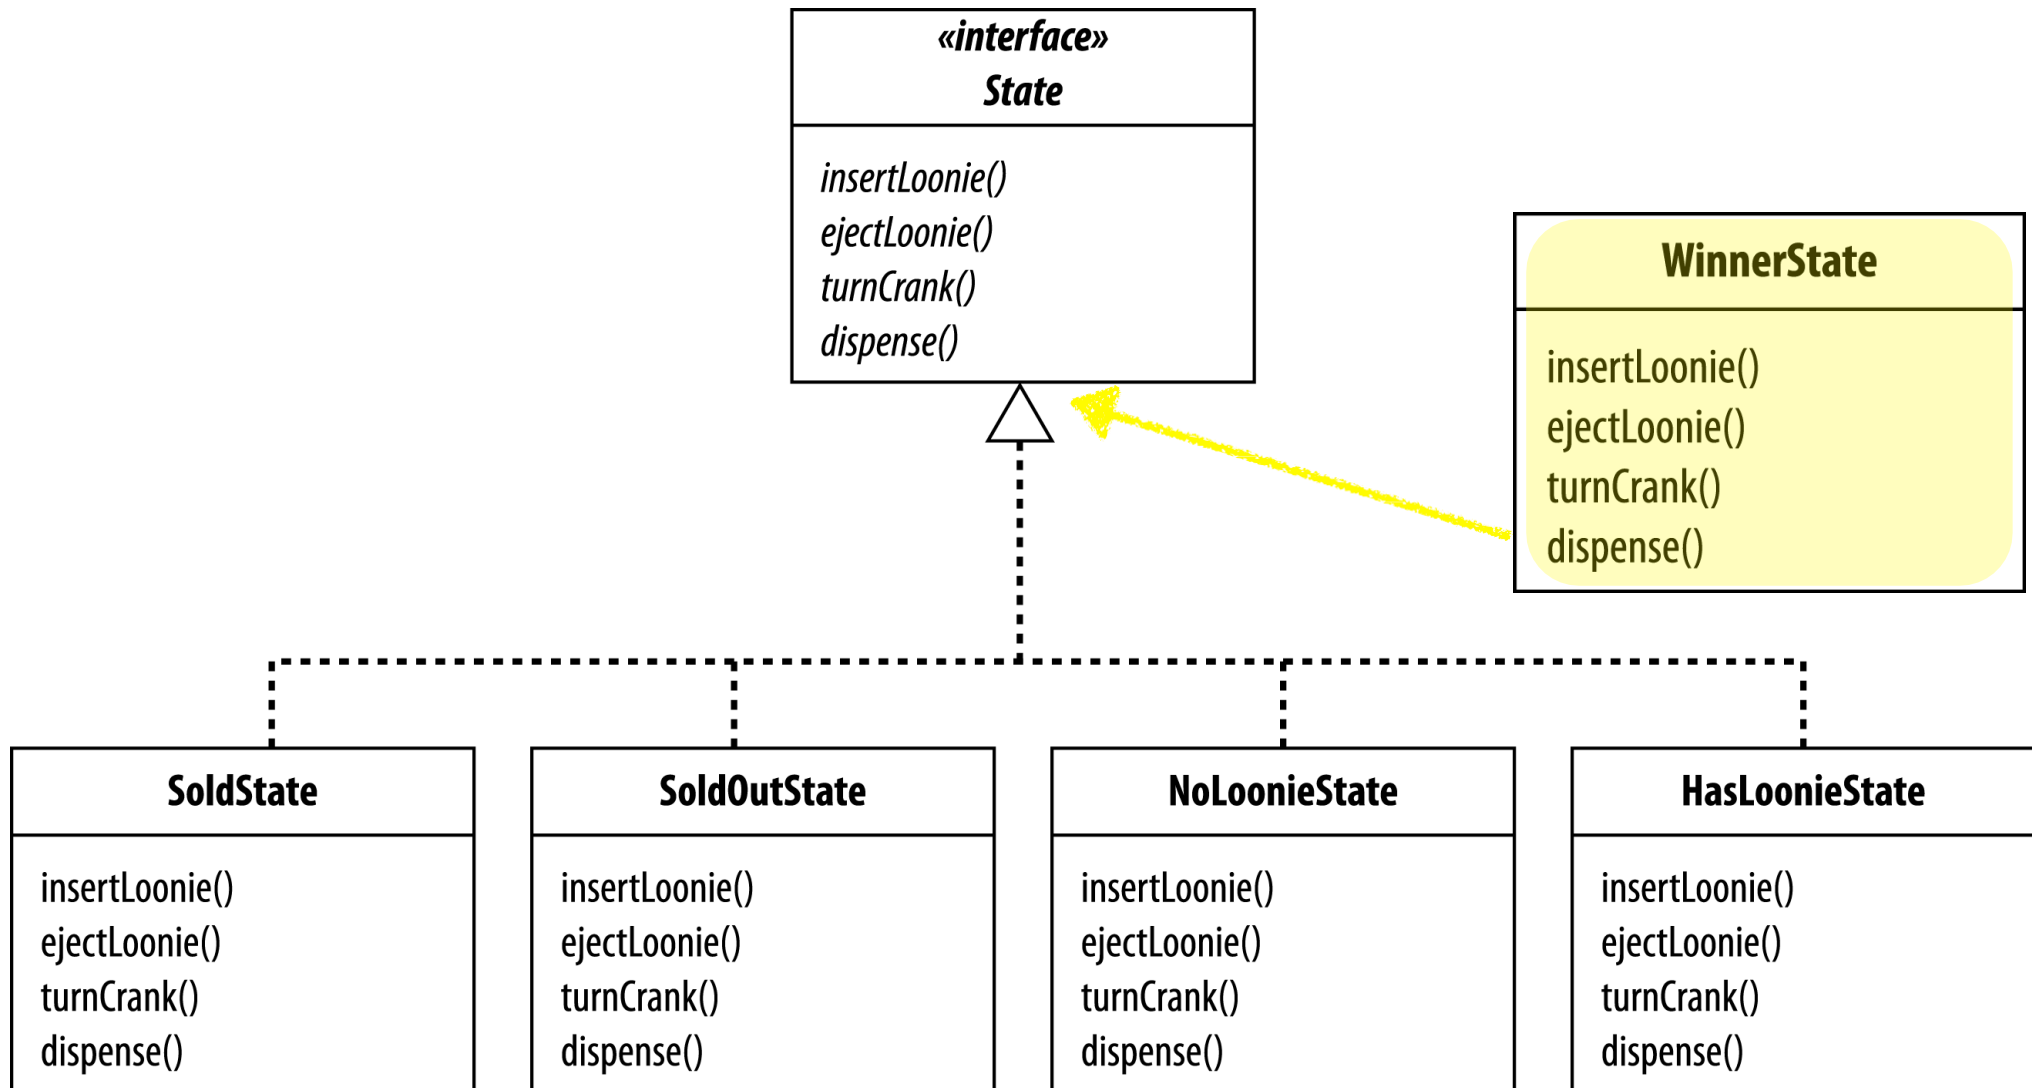 «interface»
State
insertLoonie()
ejectLoonie()
turnCrank()
dispense()
WinnerState
insertLoonie()
ejectLoonie()
turnCrank()
dispense()
SoldState
insertLoonie()
ejectLoonie()
turnCrank()
dispense()
SoldOutState
insertLoonie()
ejectLoonie()
turnCrank()
dispense()
NoLoonieState
insertLoonie()
ejectLoonie()
turnCrank()
dispense()
HasLoonieState
insertLoonie()
ejectLoonie()
turnCrank()
dispense()